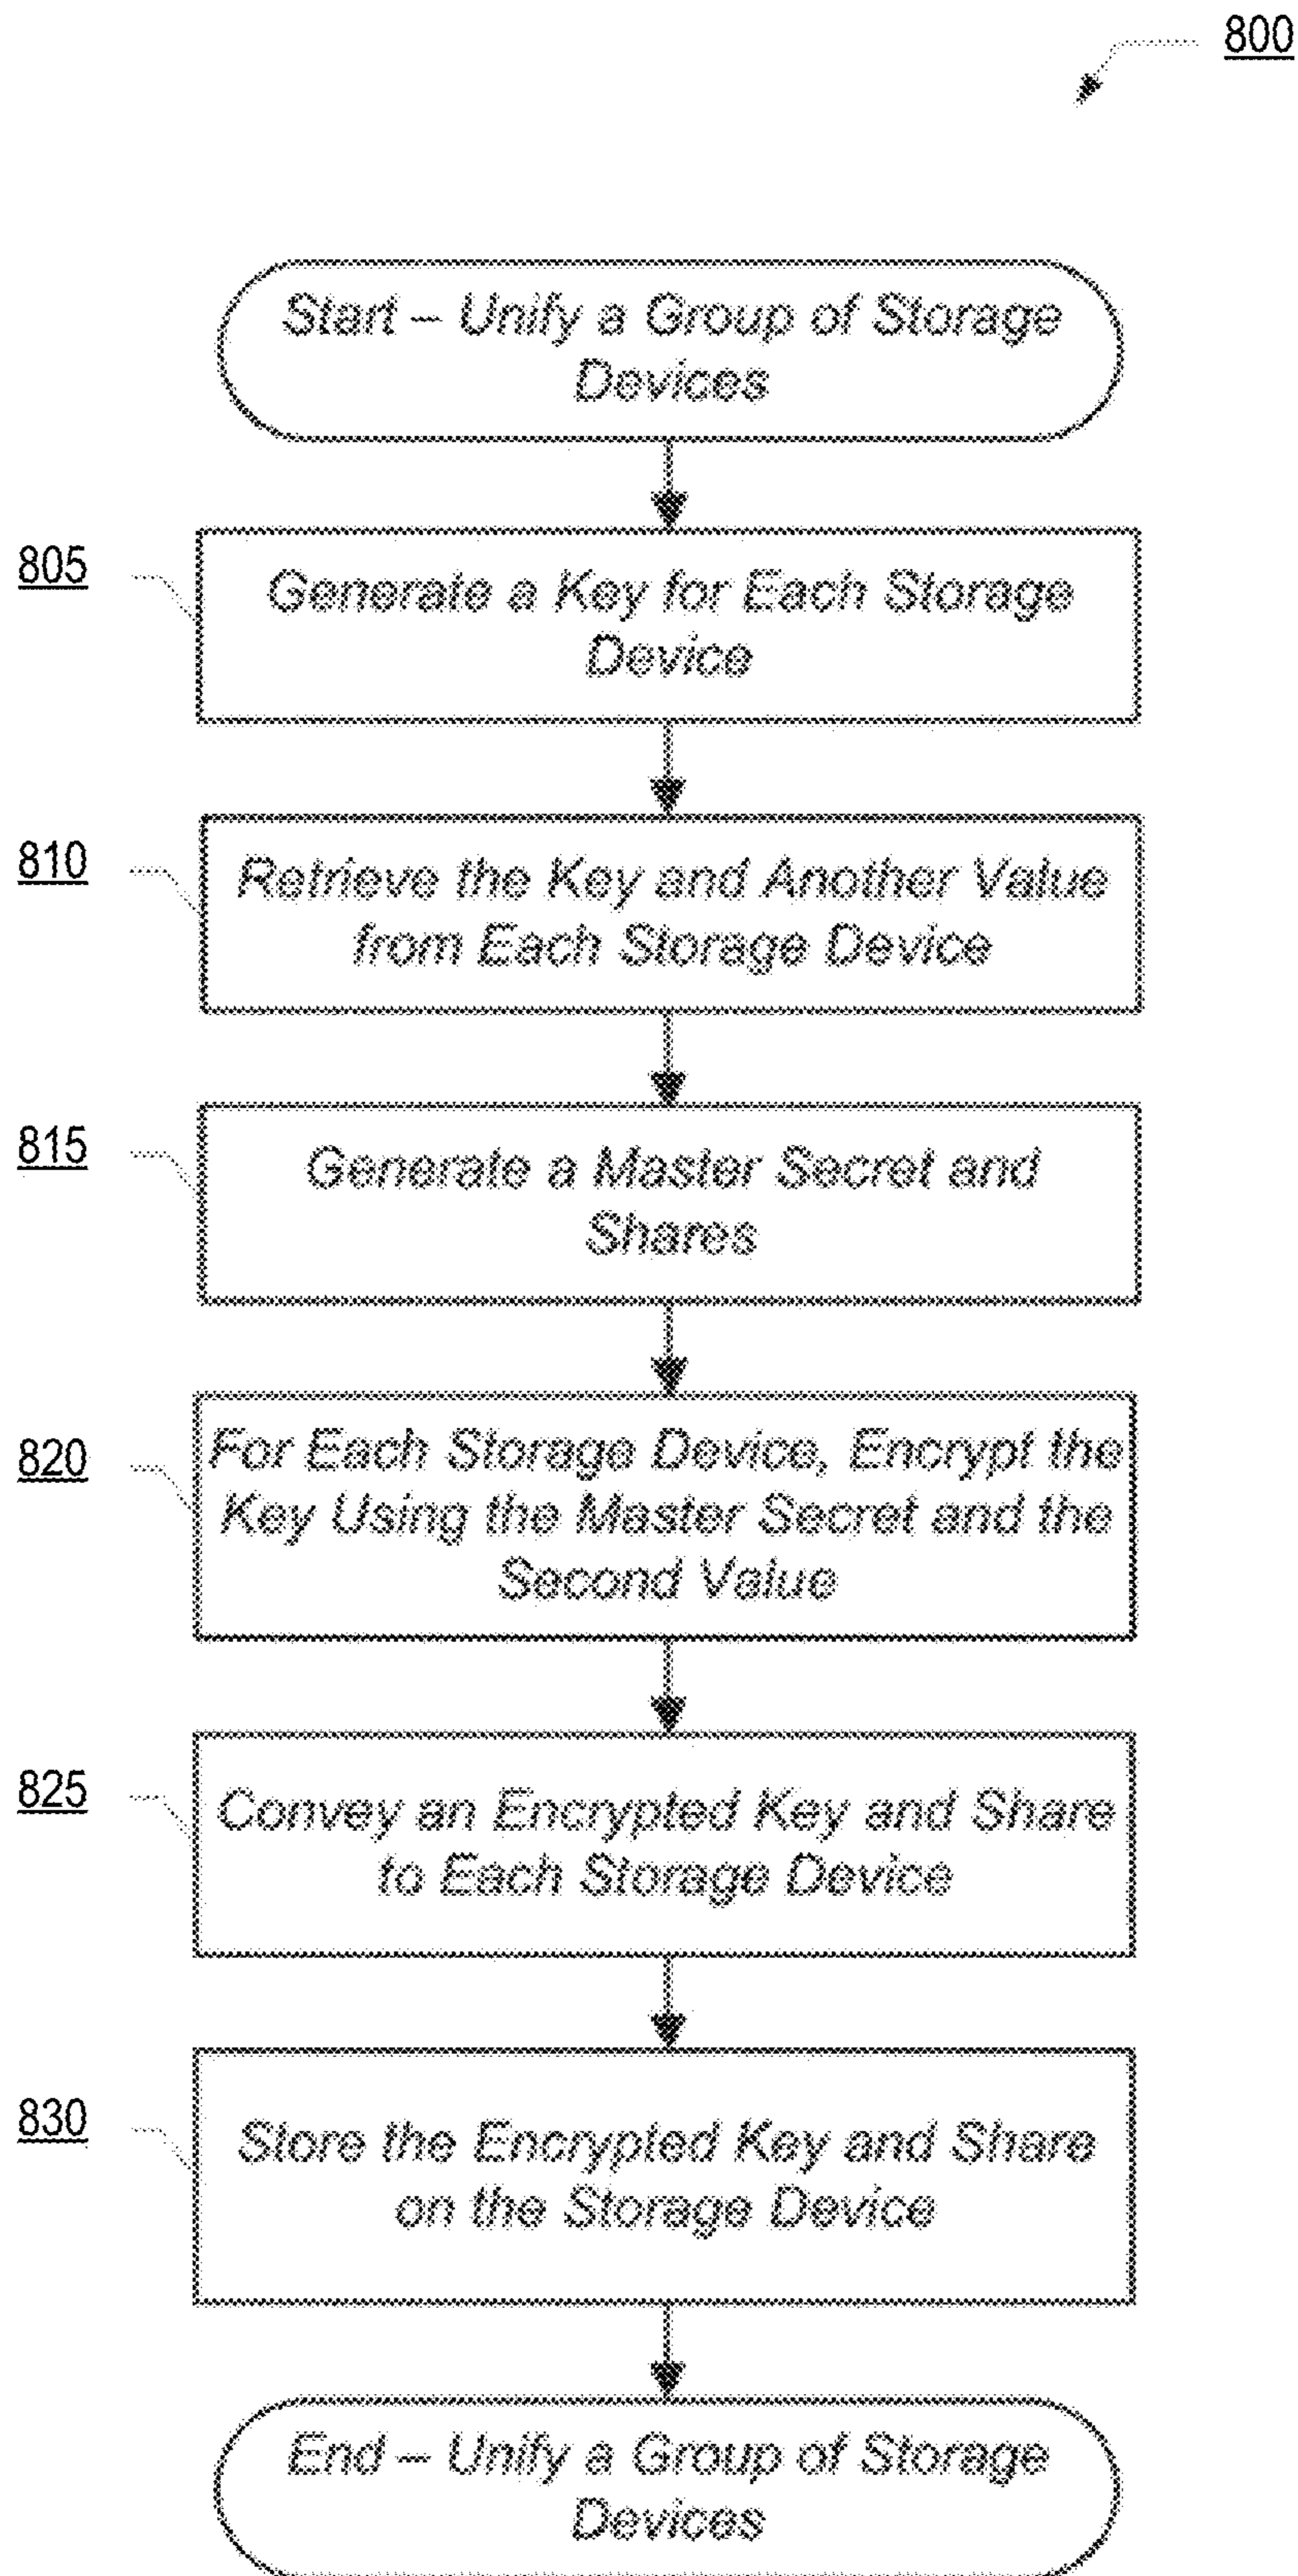 800
Start – Unify a Group of Storage
Devices
805
Generate a Key for Each Storage
Device
810
Retrieve the Key and Another Value
from Each Storage Device
815
Generate a Master Secret and
Shares
820
For Each Storage Device, Encrypt the
Key Using the Master Secret and the
Second Value
825
Convey an Encrypted Key and Share
to Each Storage Device
830
Store the Encrypted Key and Share
on the Storage Device
End – Unify a Group of Storage
Devices